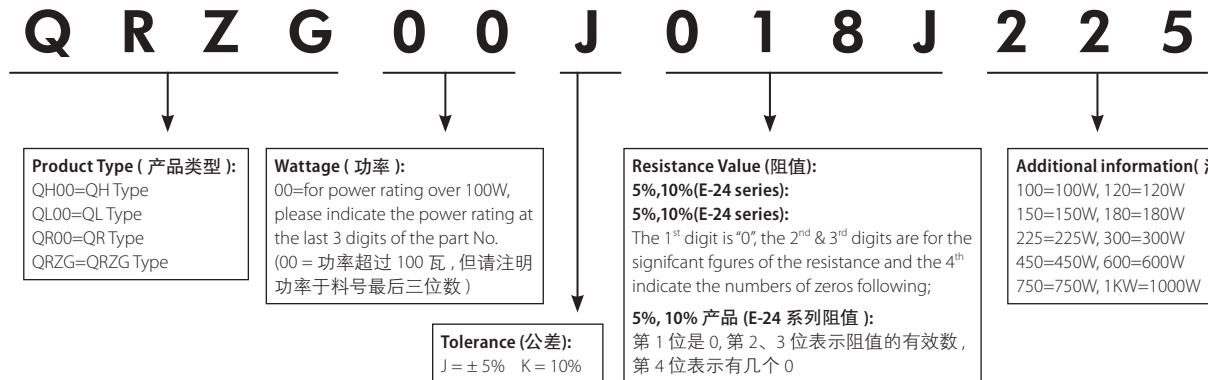 Q R Z G 0 0 J 0 1 8 J 2 2 5
Product Type ( 产品类型 ):
QH00=QH Type
QL00=QL Type
QR00=QR Type
QRZG=QRZG Type
Wattage ( 功率 ):
00=for power rating over 100W,
please indicate the power rating at
the last 3 digits of the part No.
(00 = 功率超过 100 瓦 , 但请注明
功率于料号最后三位数 )
Tolerance (公差):
J = ± 5% K = 10%
Resistance Value (阻值):
5%,10%(E-24 series):
5%,10%(E-24 series):
The 1st digit is “0”, the 2nd & 3rd digits are for the
signifcant fgures of the resistance and the 4th
indicate the numbers of zeros following;
5%, 10% 产品 (E-24 系列阻值 ):
第 1 位是 0, 第 2、3 位表示阻值的有效数 ,
第 4 位表示有几个 0
Additional information(
100=100W, 120=120W
150=150W, 180=180W
225=225W, 300=300W
450=450W, 600=600W
750=750W, 1KW=1000W